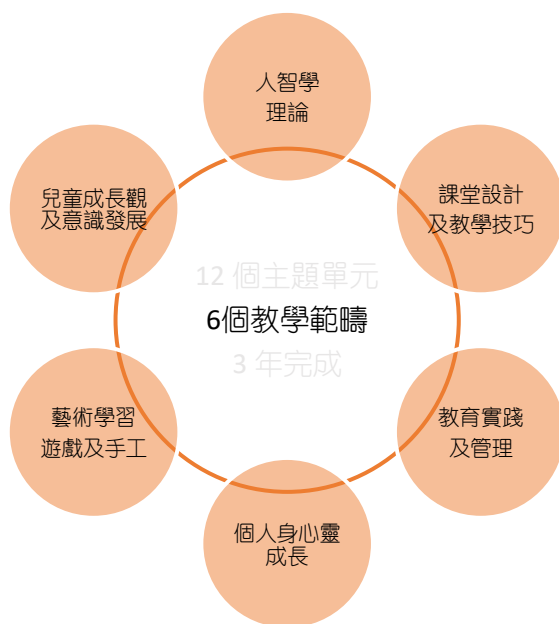 人智學
理論
課堂設計
及教學技巧
教育實踐
及管理
個人身心靈
成長
藝術學習
遊戲及手工
兒童成長觀
及意識發展
12 個主題單元
6個教學範疇
3 年完成